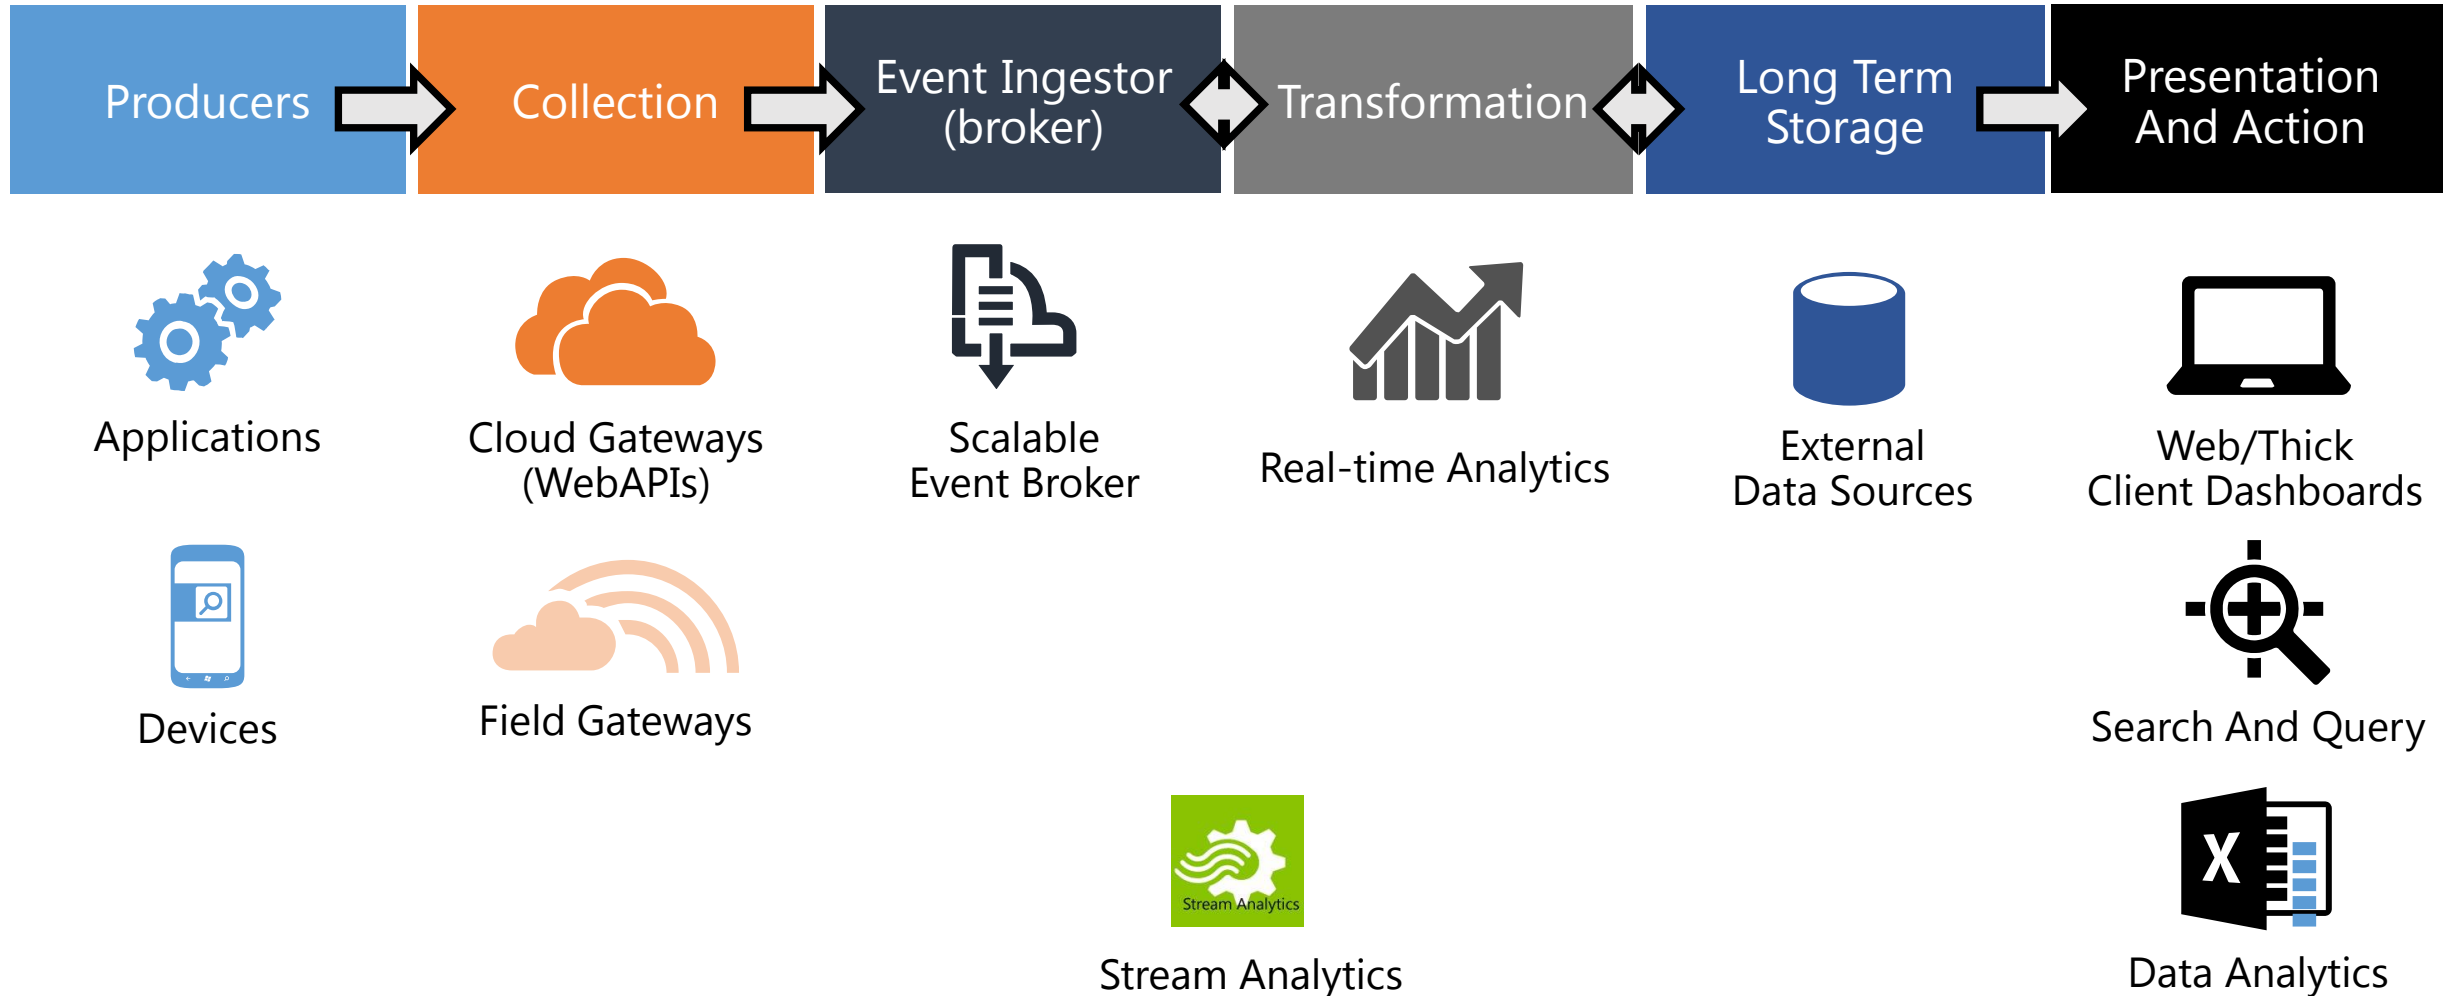 Producers
Collection
Event Ingestor
(broker)
Transformation
Long Term
Storage
Presentation
And Action
Applications
Cloud Gateways
(WebAPIs)
Scalable
Event Broker
Real-time Analytics
External
Data Sources
Web/Thick
Client Dashboards
Devices
Field Gateways
Search And Query
X
Stream Analytics
Stream Analytics
Data Analytics